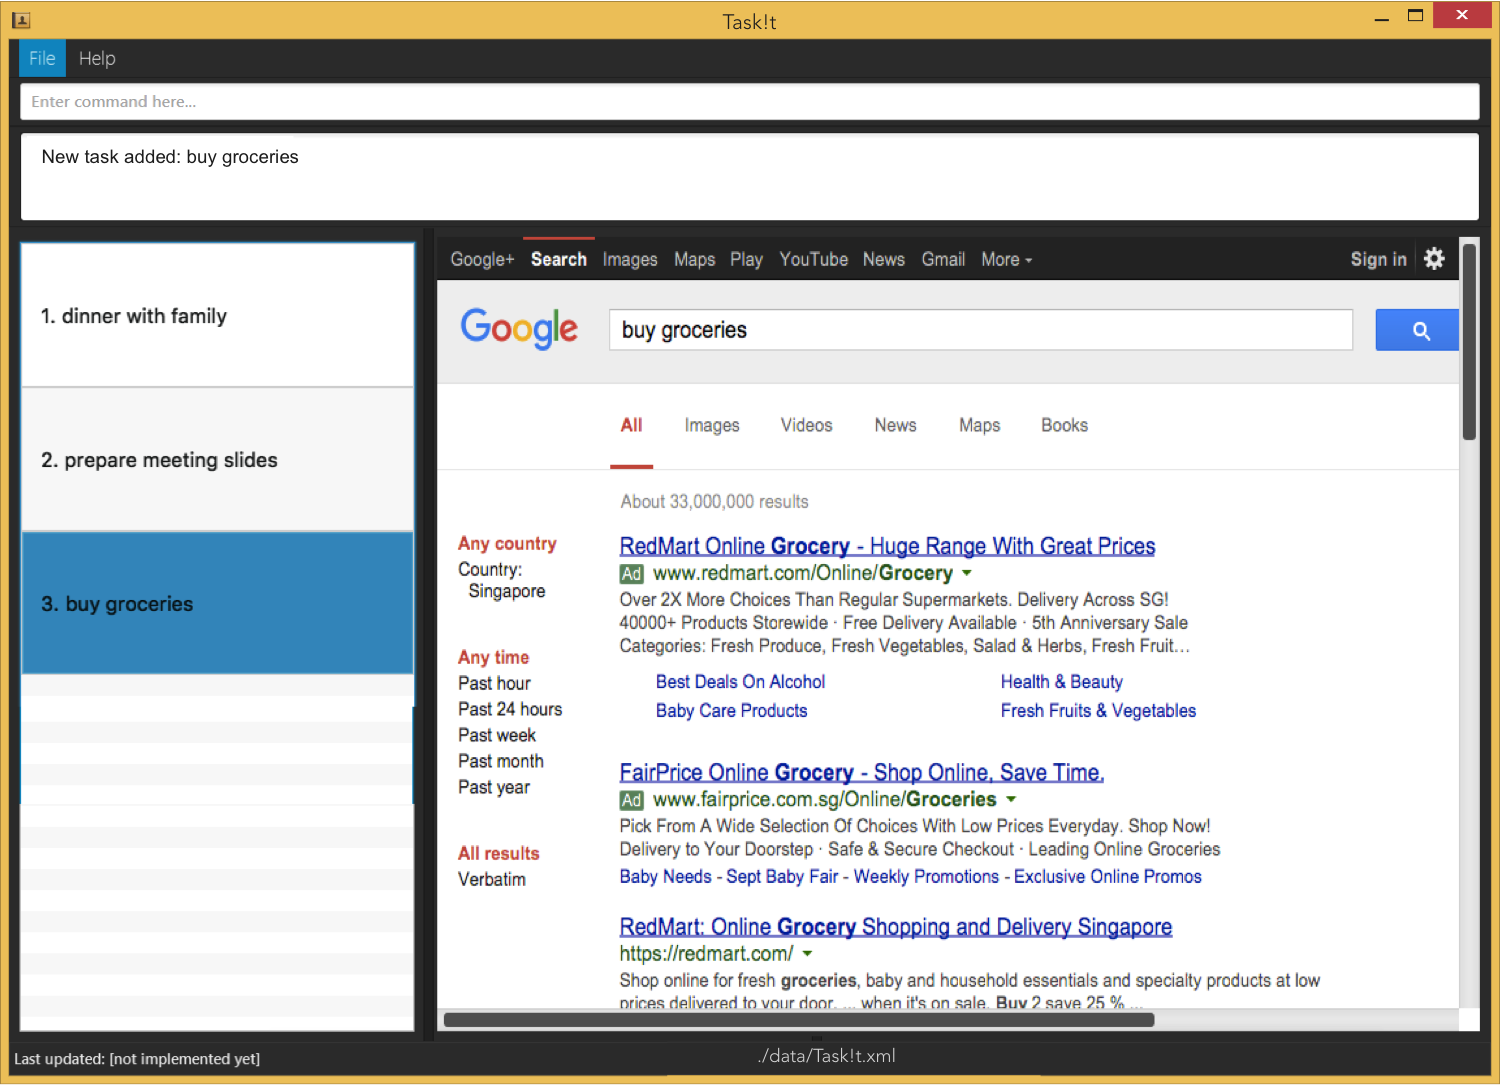 Task!t
File Help
Enter command here...
New task added: buy groceries
1. dinner with family
2. prepare meeting slides
3. buy groceries
Google+ Search Images Maps Play YouTube News Gmail More Sign in
Google buy groceries
All Images Videos News Maps Books
About 33,000,000 results
Any country
Country:
Singapore
Any time
Past hour
Past 24 hours
Past week
Past month
Past year
All results
Verbatim
RedMart Online Grocery - Huge Range With Great Prices
Ad www.redmart.com/Online/Grocery
Over 2X More Choices Than Regular Supermarkets. Delivery Across SG!
40000+ Products Storewide · Free Delivery Available · 5th Anniversary Sale
Categories: Fresh Produce, Fresh Vegetables, Salad & Herbs, Fresh Fruit...
Best Deals On Alcohol Health & Beauty
Baby Care Products Fresh Fruits & Vegetables
FairPrice Online Grocery - Shop Online, Save Time.
Ad www.fairprice.com.sg/Online/Groceries
Pick From A Wide Selection Of Choices With Low Prices Everyday. Shop Now!
Delivery to Your Doorstep · Safe & Secure Checkout · Leading Online Groceries
Baby Needs - Sept Baby Fair - Weekly Promotions - Exclusive Online Promos
RedMart: Online Grocery Shopping and Delivery Singapore
https://redmart.com/
Shop online for fresh groceries, baby and household essentials and specialty products at low
prices delivered to your door. ... when it's on sale. Buy 2 save 25 % ...
Last updated: [not implemented yet] ./data/Task!t.xml